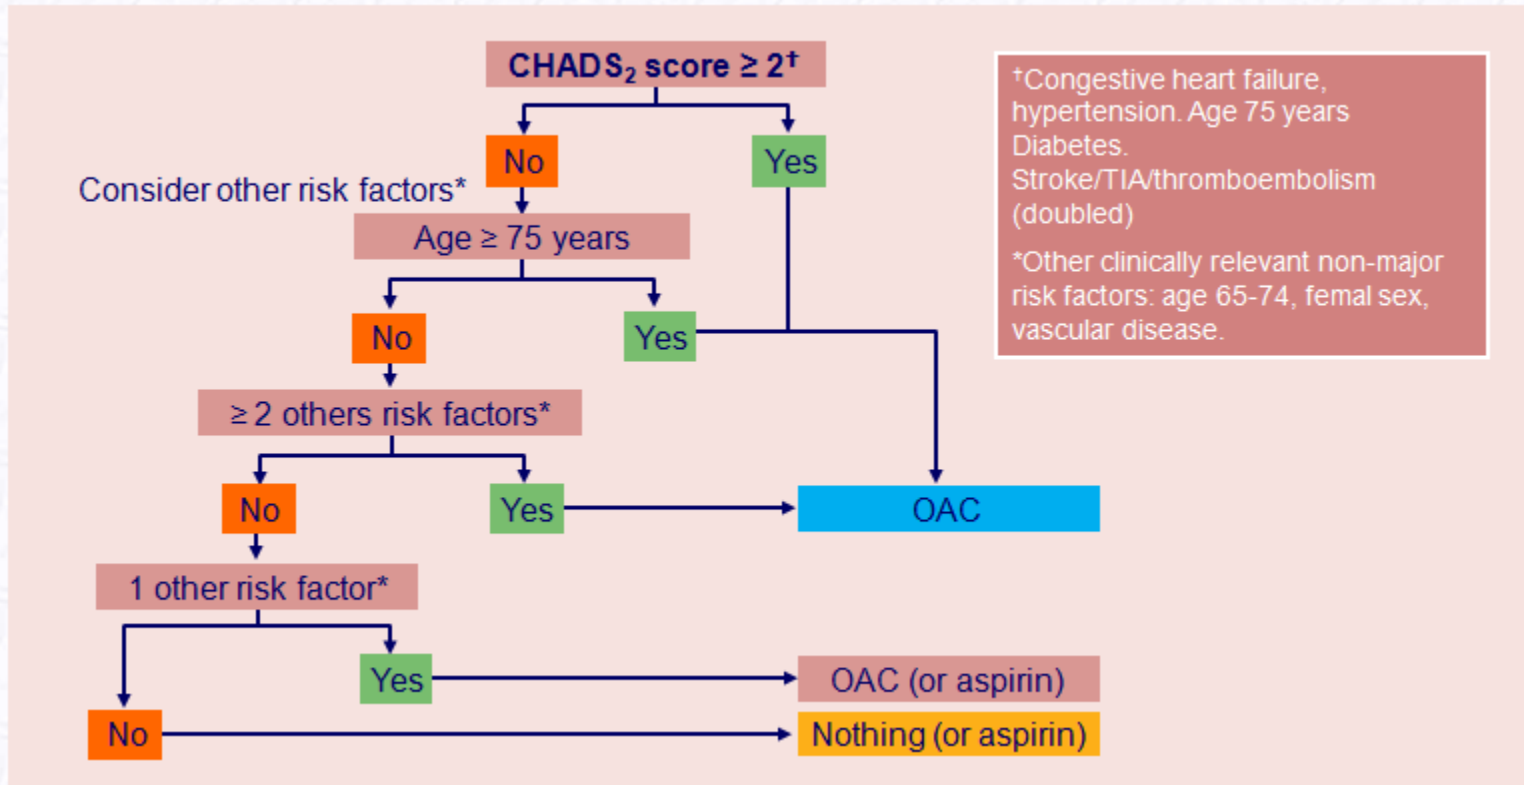 CHADS₂ score ≥ 2†
No
Yes
Consider other risk factors*
Age ≥ 75 years
No
Yes
≥ 2 others risk factors*
No
Yes
OAC
1 other risk factor*
Yes
OAC (or aspirin)
No
Nothing (or aspirin)
†Congestive heart failure,
hypertension. Age 75 years
Diabetes.
Stroke/TIA/thromboembolism
(doubled)
*Other clinically relevant non-major
risk factors: age 65-74, femal sex,
vascular disease.